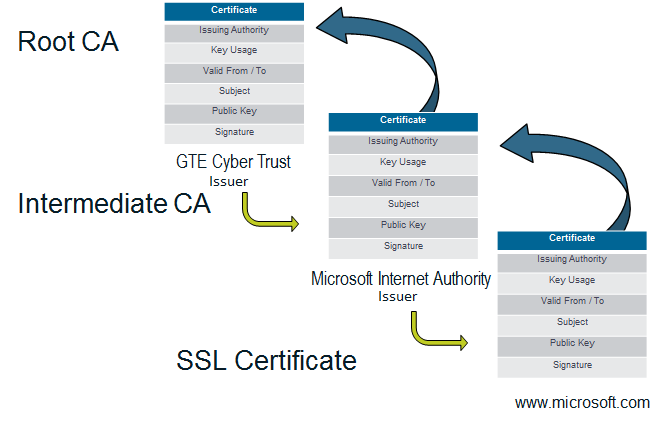 Root CA
Certificate
Issuing Authority
Key Usage
Valid From / To
Subject
Public Key
Signature
GTE Cyber Trust
Issuer
Intermediate CA
Certificate
Issuing Authority
Key Usage
Valid From / To
Subject
Public Key
Signature
Microsoft Internet Authority
Issuer
SSL Certificate
Certificate
Issuing Authority
Key Usage
Valid From / To
Subject
Public Key
Signature
www.microsoft.com